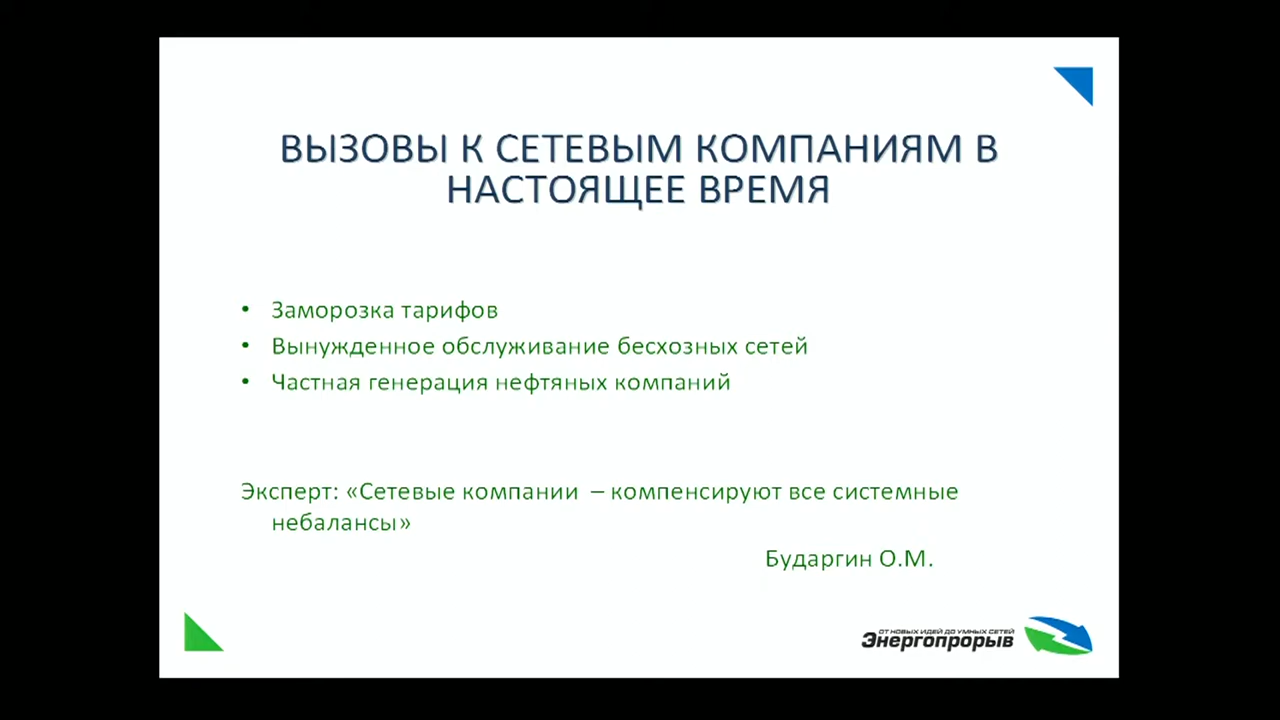 ВЫЗОВЫ К СЕТЕВЫМ КОМПАНИЯМ В
НАСТОЯЩЕЕ ВРЕМЯ
• Заморозка тарифов
• Вынужденное обслуживание бесхозных сетей
• Частная генерация нефтяных компаний
Эксперт: «Сетевые компании – компенсируют все системные
небалансы»
Бударгин О.М.
ОТ НОВЫХ ИДЕЙ ДО УМНЫХ СЕТЕЙ
Энергопрорыв